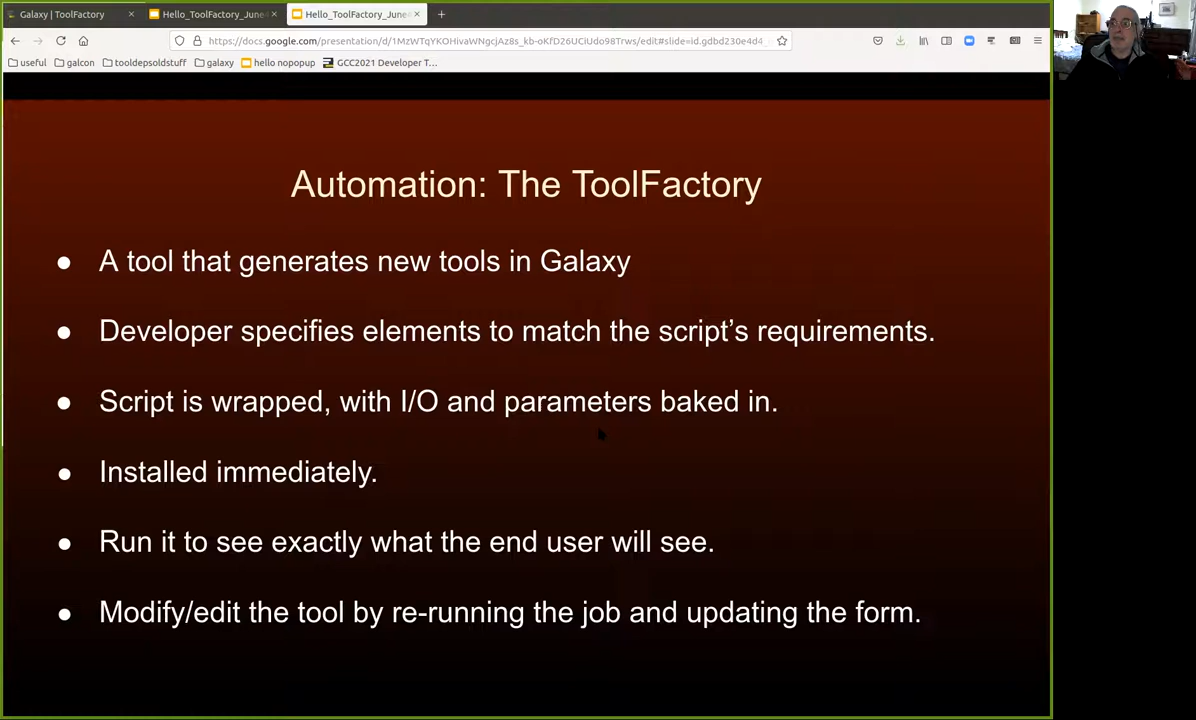 Galaxy | ToolFactory
Hello_ToolFactory_June
Hello_ToolFactory_June
https://docs.google.com/presentation/d/1MzWTqYKOHivaWNgcjAz8s_kb-oKfD26UCiUdo98Trws/edit#slide=id.gdbd230e4d4
useful galcon tooldepsoldstuff galaxy hello nopopup GCC2021 Developer T...
Automation: The ToolFactory
● A tool that generates new tools in Galaxy
● Developer specifies elements to match the script's requirements.
● Script is wrapped, with I/O and parameters baked in.
● Installed immediately.
● Run it to see exactly what the end user will see.
● Modify/edit the tool by re-running the job and updating the form.